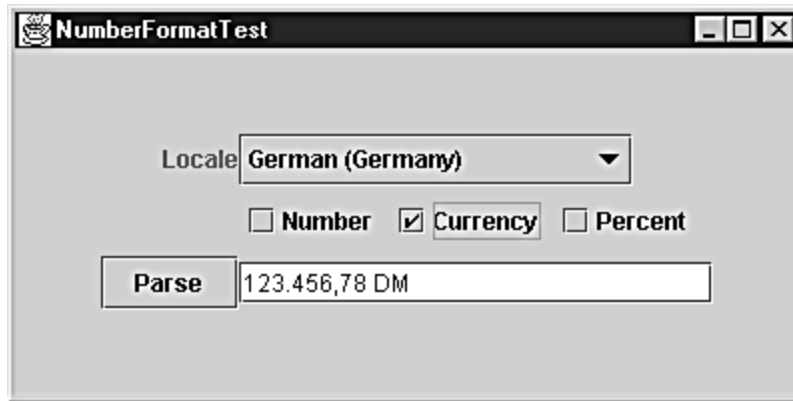 NumberFormatTest
Locale German (Germany)
Number Currency Percent
Parse 123.456,78 DM